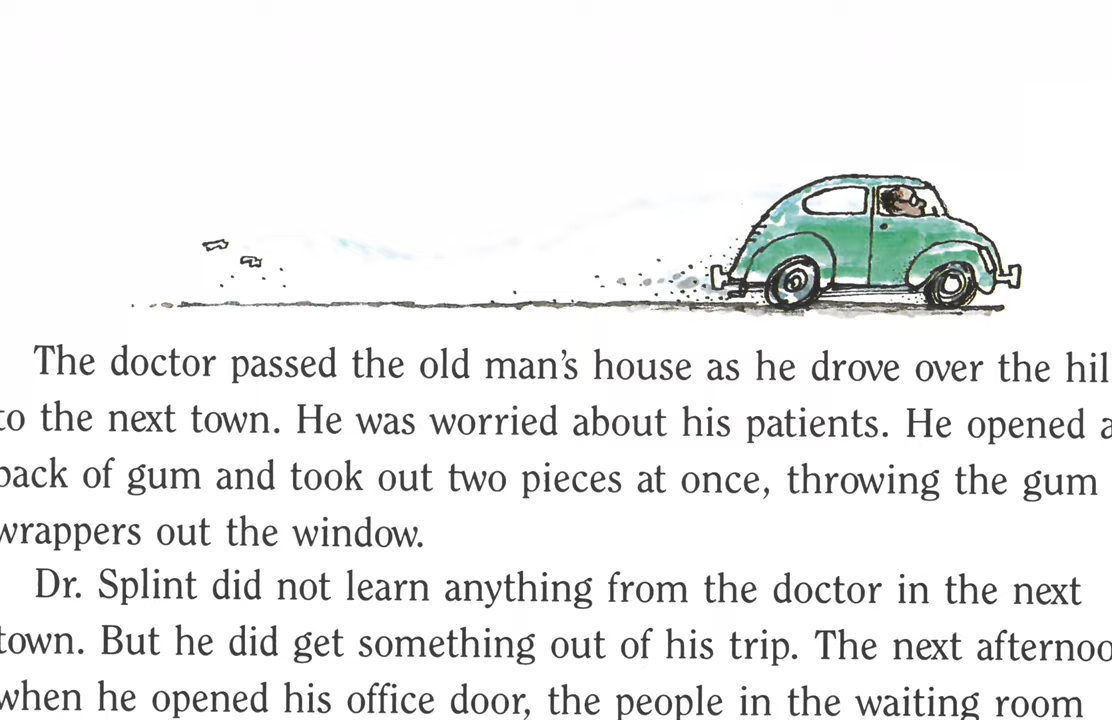 The doctor passed the old man's house as he drove over the hil
to the next town. He was worried about his patients. He opened a
pack of gum and took out two pieces at once, throwing the gum
wrappers out the window.
Dr. Splint did not learn anything from the doctor in the next
town. But he did get something out of his trip. The next afternoo
when he opened his office door, the people in the waiting room